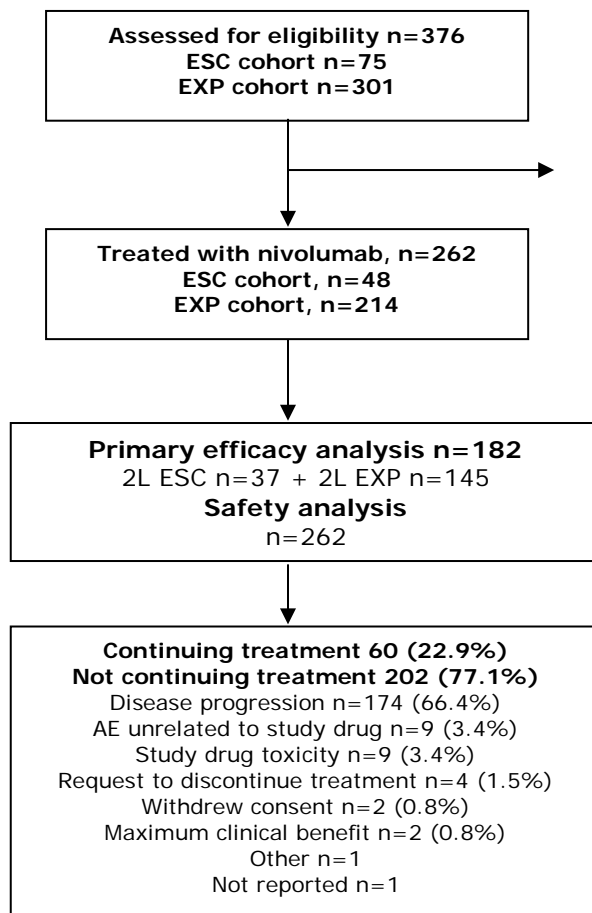 Assessed for eligibility n=376
ESC cohort n=75
EXP cohort n=301
Treated with nivolumab, n=262
ESC cohort, n=48
EXP cohort, n=214
Primary efficacy analysis n=182
2L ESC n=37 + 2L EXP n=145
Safety analysis
n=262
Continuing treatment 60 (22.9%)
Not continuing treatment 202 (77.1%)
Disease progression n=174 (66.4%)
AE unrelated to study drug n=9 (3.4%)
Study drug toxicity n=9 (3.4%)
Request to discontinue treatment n=4 (1.5%)
Withdrew consent n=2 (0.8%)
Maximum clinical benefit n=2 (0.8%)
Other n=1
Not reported n=1